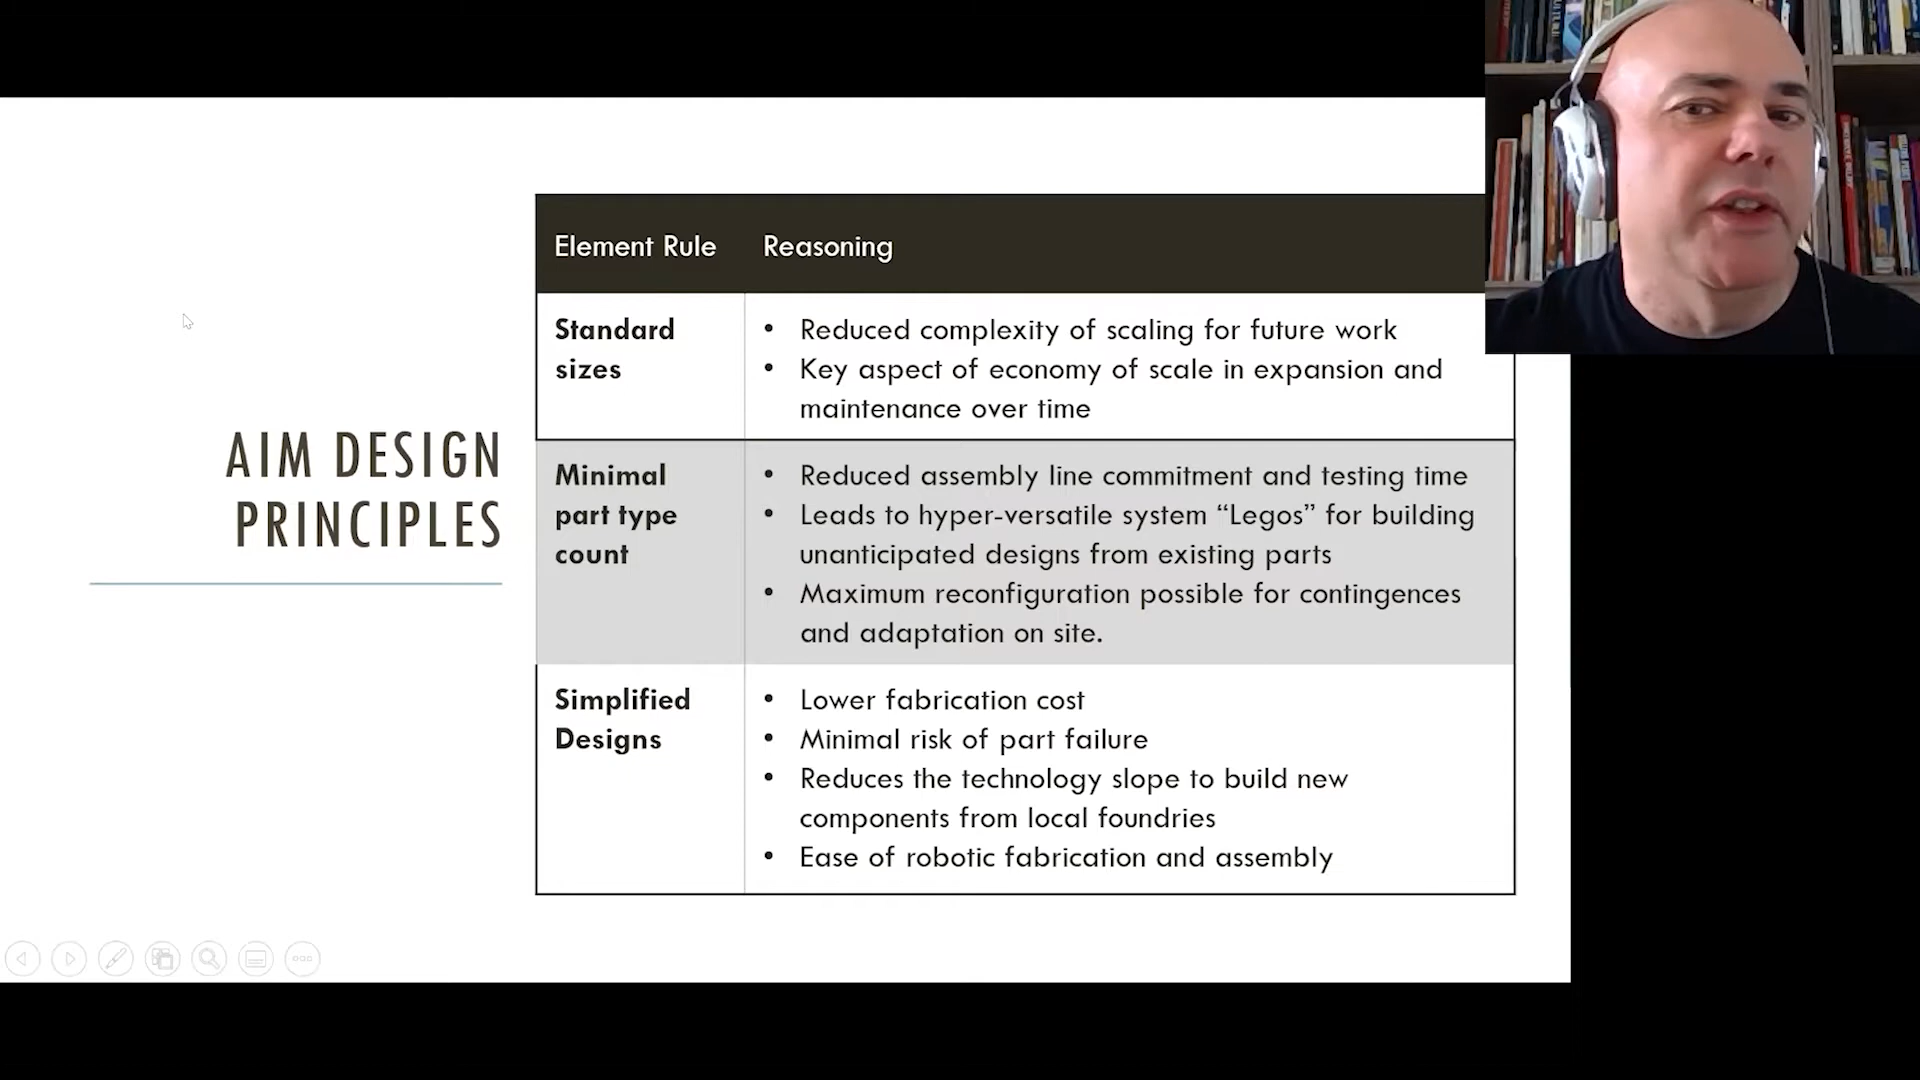 AIM DESIGN
PRINCIPLES
Element Rule
Reasoning
Standard
sizes
• Reduced complexity of scaling for future work
• Key aspect of economy of scale in expansion and
maintenance over time
Minimal
part type
count
• Reduced assembly line commitment and testing time
• Leads to hyper-versatile system “Legos” for building
unanticipated designs from existing parts
• Maximum reconfiguration possible for contingences
and adaptation on site.
Simplified
Designs
• Lower fabrication cost
• Minimal risk of part failure
• Reduces the technology slope to build new
components from local foundries
• Ease of robotic fabrication and assembly